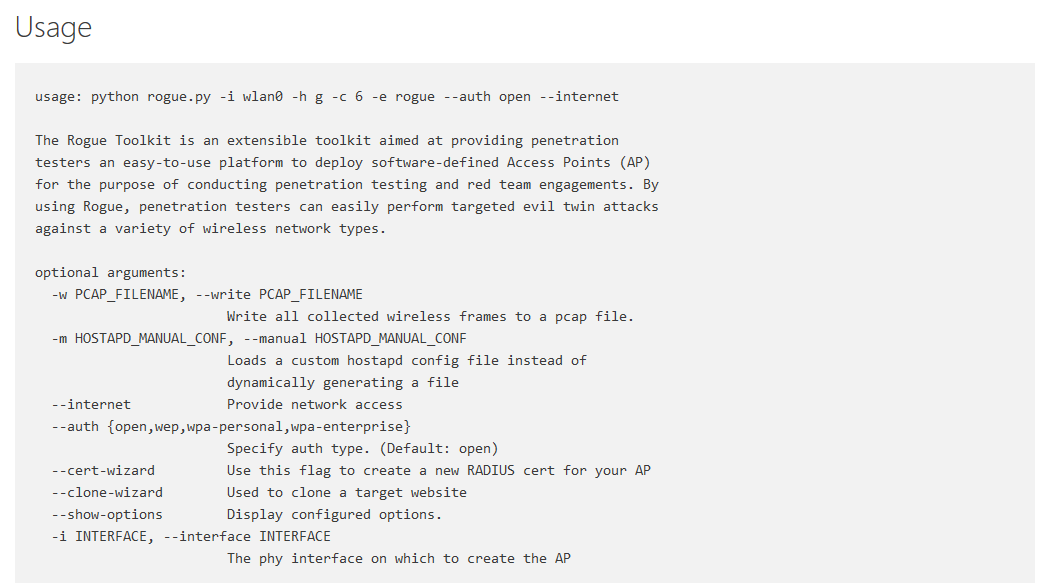 Usage
usage: python rogue.py -i wlan0 -h g -c 6 -e rogue --auth open --internet
The Rogue Toolkit is an extensible toolkit aimed at providing penetration
testers an easy-to-use platform to deploy software-defined Access Points (AP)
for the purpose of conducting penetration testing and red team engagements. By
using Rogue, penetration testers can easily perform targeted evil twin attacks
against a variety of wireless network types.
optional arguments:
-w PCAP_FILENAME, --write PCAP_FILENAME
Write all collected wireless frames to a pcap file.
-m HOSTAPD_MANUAL_CONF, --manual HOSTAPD_MANUAL_CONF
Loads a custom hostapd config file instead of
dynamically generating a file
--internet Provide network access
--auth {open,wep,wpa-personal,wpa-enterprise}
Specify auth type. (Default: open)
--cert-wizard Use this flag to create a new RADIUS cert for your AP
--clone-wizard Used to clone a target website
--show-options Display configured options.
-i INTERFACE, --interface INTERFACE
The phy interface on which to create the AP